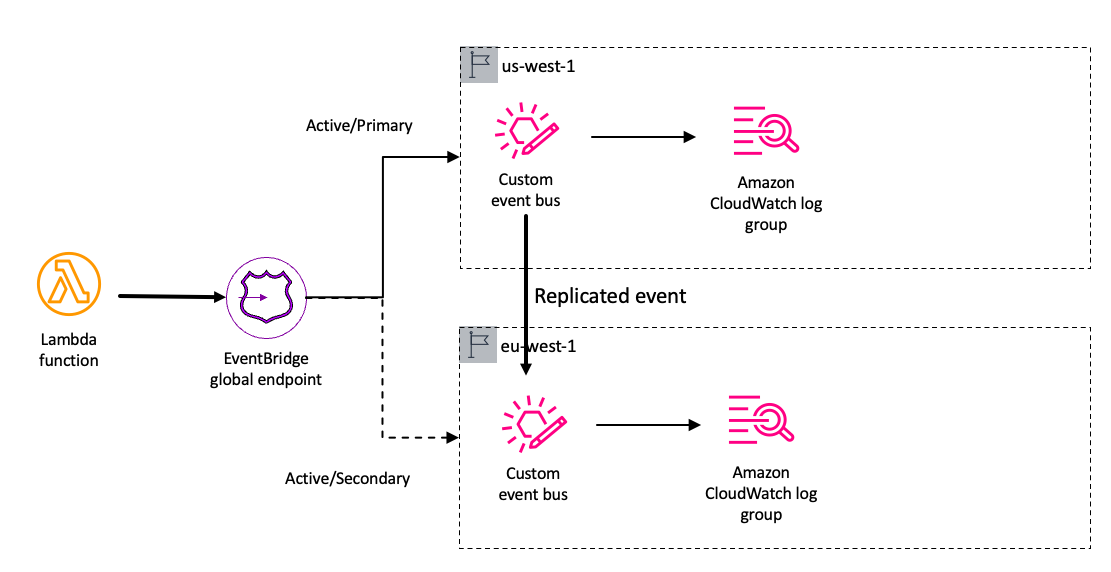 us-west-1
Active/Primary
Custom
event bus
Amazon
CloudWatch log
group
Replicated event
Lambda
function
EventBridge
global endpoint
eu-west-1
Active/Secondary
Custom
event bus
Amazon
CloudWatch log
group